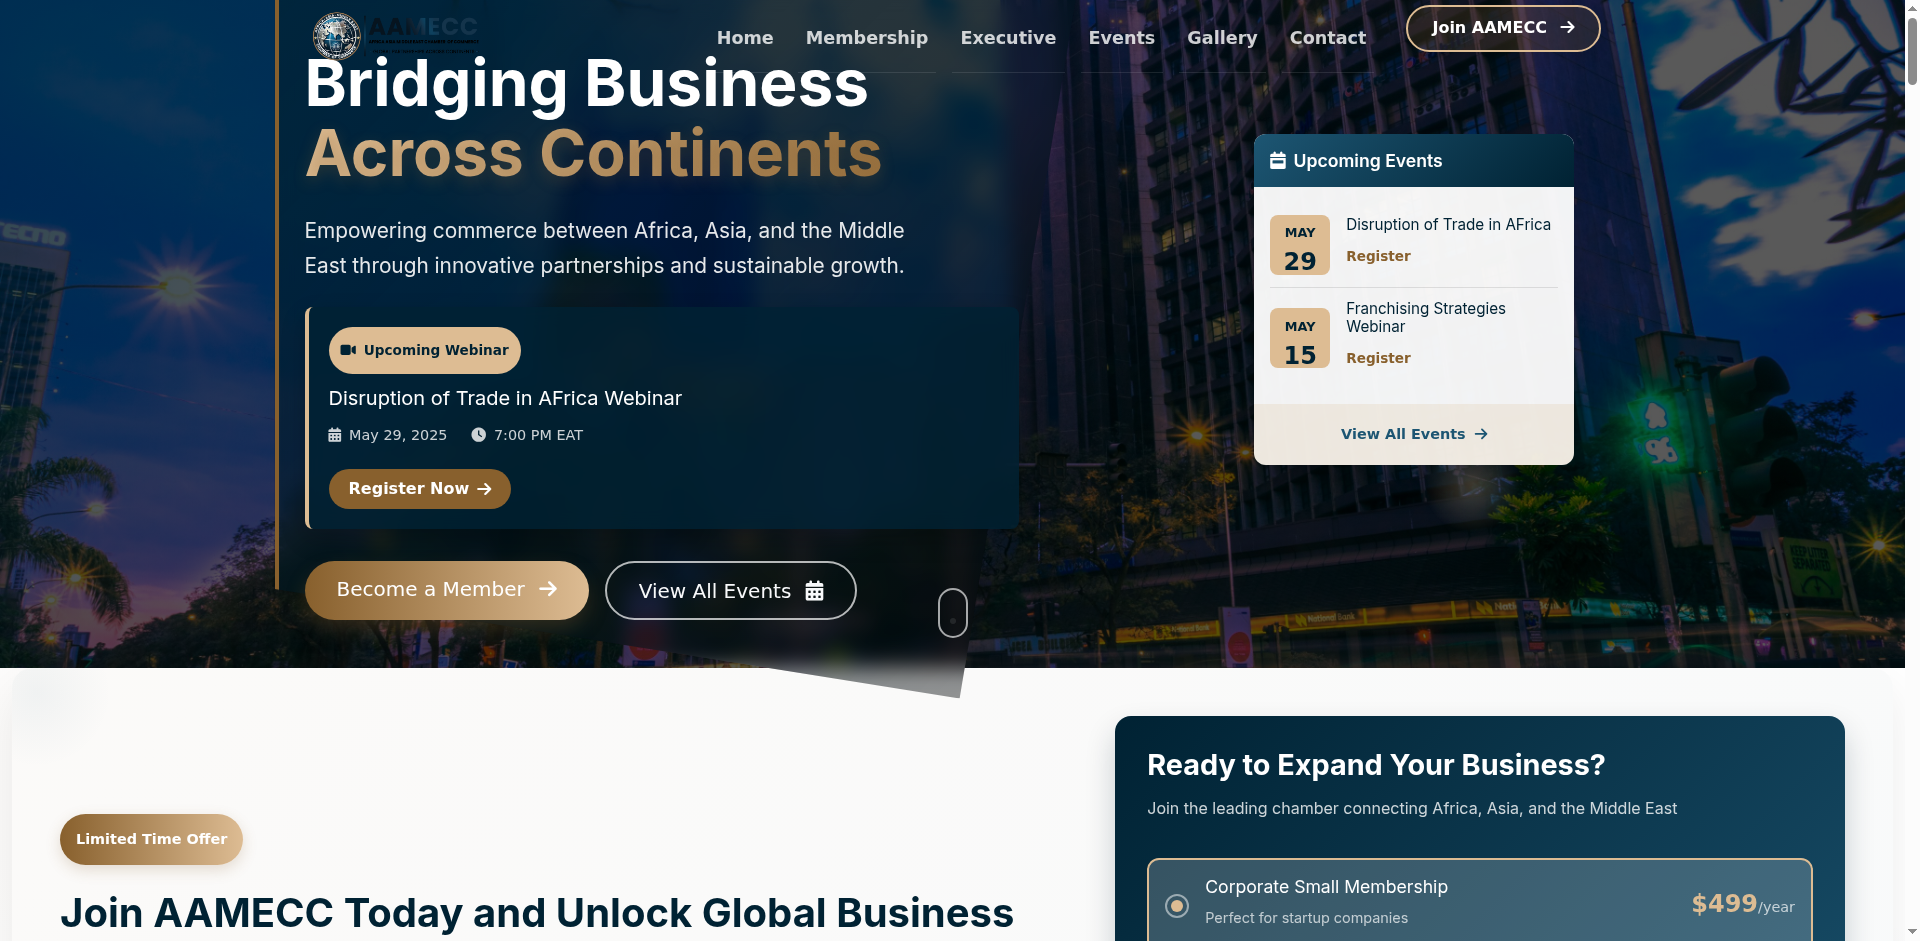 AAMECC
Home
Membership
Executive
Events
Gallery
Contact
Join AAMECC
Bridging Business
Across Continents
Empowering commerce between Africa, Asia, and the Middle
East through innovative partnerships and sustainable growth.
Upcoming Webinar
Disruption of Trade in AFrica Webinar
May 29, 2025
7:00 PM EAT
Register Now
Become a Member
View All Events
Upcoming Events
MAY
29
Disruption of Trade in AFrica
Register
MAY
15
Franchising Strategies
Webinar
Register
View All Events
TECNO
National Bank
Limited Time Offer
Join AAMECC Today and Unlock Global Business
Ready to Expand Your Business?
Join the leading chamber connecting Africa, Asia, and the Middle East
Corporate Small Membership
Perfect for startup companies
$499/year